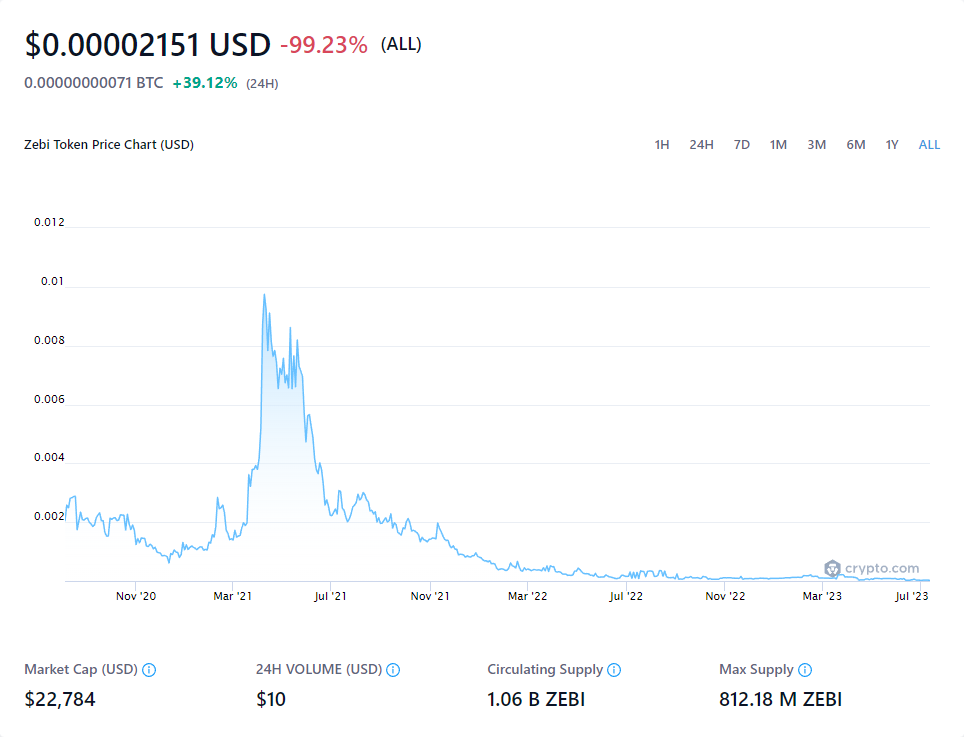 $0.00002151 USD -99.23% (ALL)
0.00000000071 BTC +39.12% (24H)
Zebi Token Price Chart (USD) 1H 24H 7D 1M 3M 6M 1Y ALL
0.012
0.01
0.008
0.006
0.004
0.002
crypto.com
Nov '20 Mar '21 Jul '21 Nov '21 Mar '22 Jul '22 Nov '22 Mar '23 Jul '23
Market Cap (USD) 24H VOLUME (USD) Circulating Supply Max Supply
$22,784 $10 1.06 B ZEBI 812.18 M ZEBI